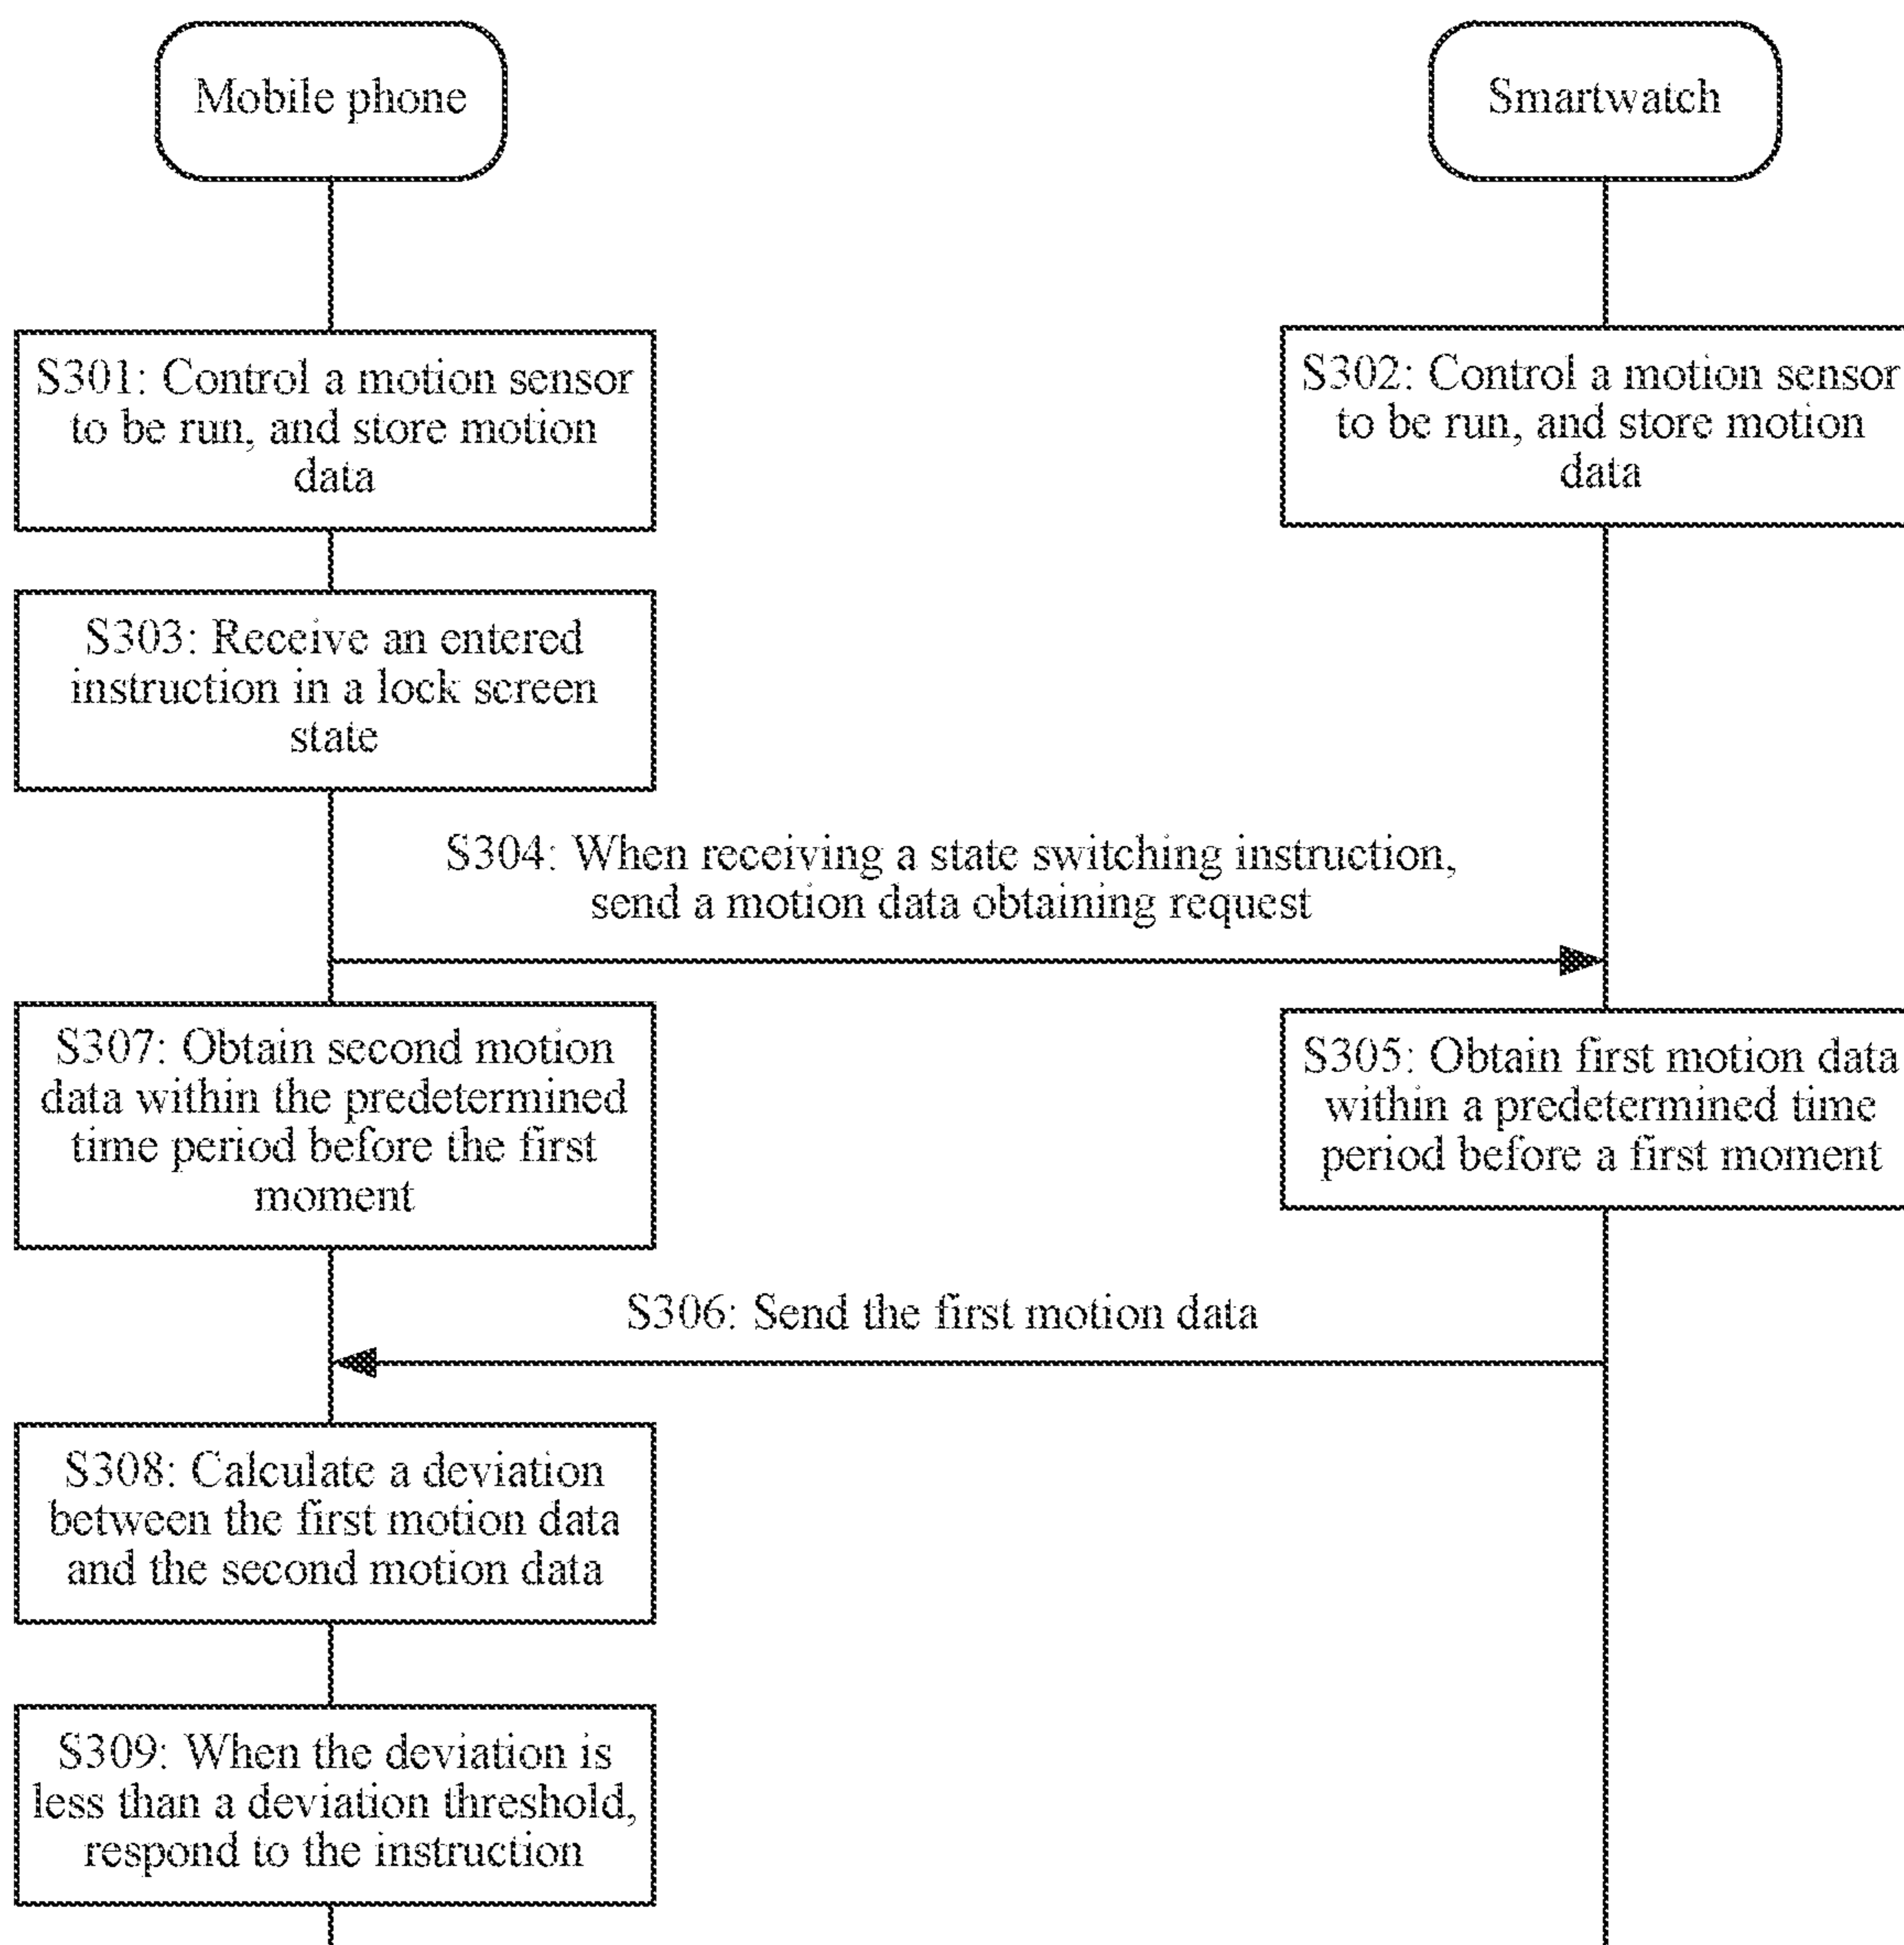 Mobile phone
Smartwatch
S301: Control a motion sensor
to be run, and store motion
data
S302: Control a motion sensor
to be run, and store motion
data
S303: Receive an entered
instruction in a lock screen
state
S304: When receiving a state switching instruction,
send a motion data obtaining request
S307: Obtain second motion
data within the predetermined
time period before the first
moment
S305: Obtain first motion data
within a predetermined time
period before a first moment
S306: Send the first motion data
S308: Calculate a deviation
between the first motion data
and the second motion data
S309: When the deviation is
less than a deviation threshold,
respond to the instruction